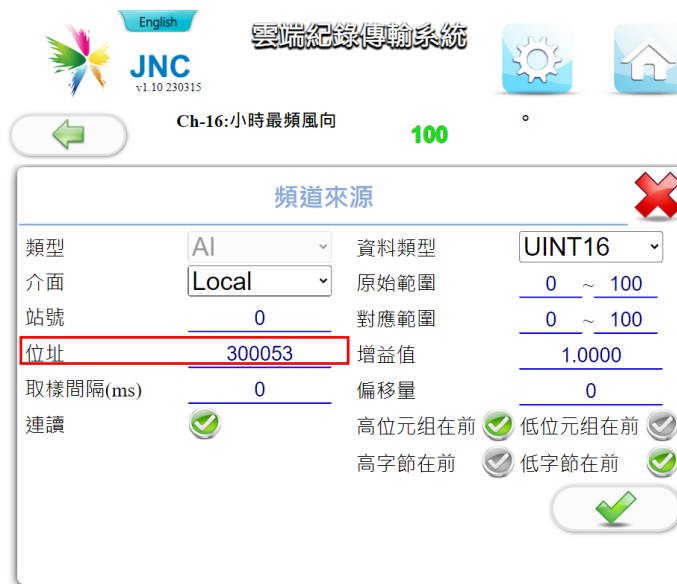 English
雲端紀錄傳輸系統
JNC
v1.10 230315
Ch-16:小時最頻風向 100 °
頻道來源
類型 AI 資料類型 UINT16
介面 Local 原始範圍 0 ~ 100
站號 0 對應範圍 0 ~ 100
位址 300053 增益值 1.0000
取樣間隔(ms) 0 偏移量 0
連讀 高位元组在前 低位元组在前
高字節在前 低字節在前